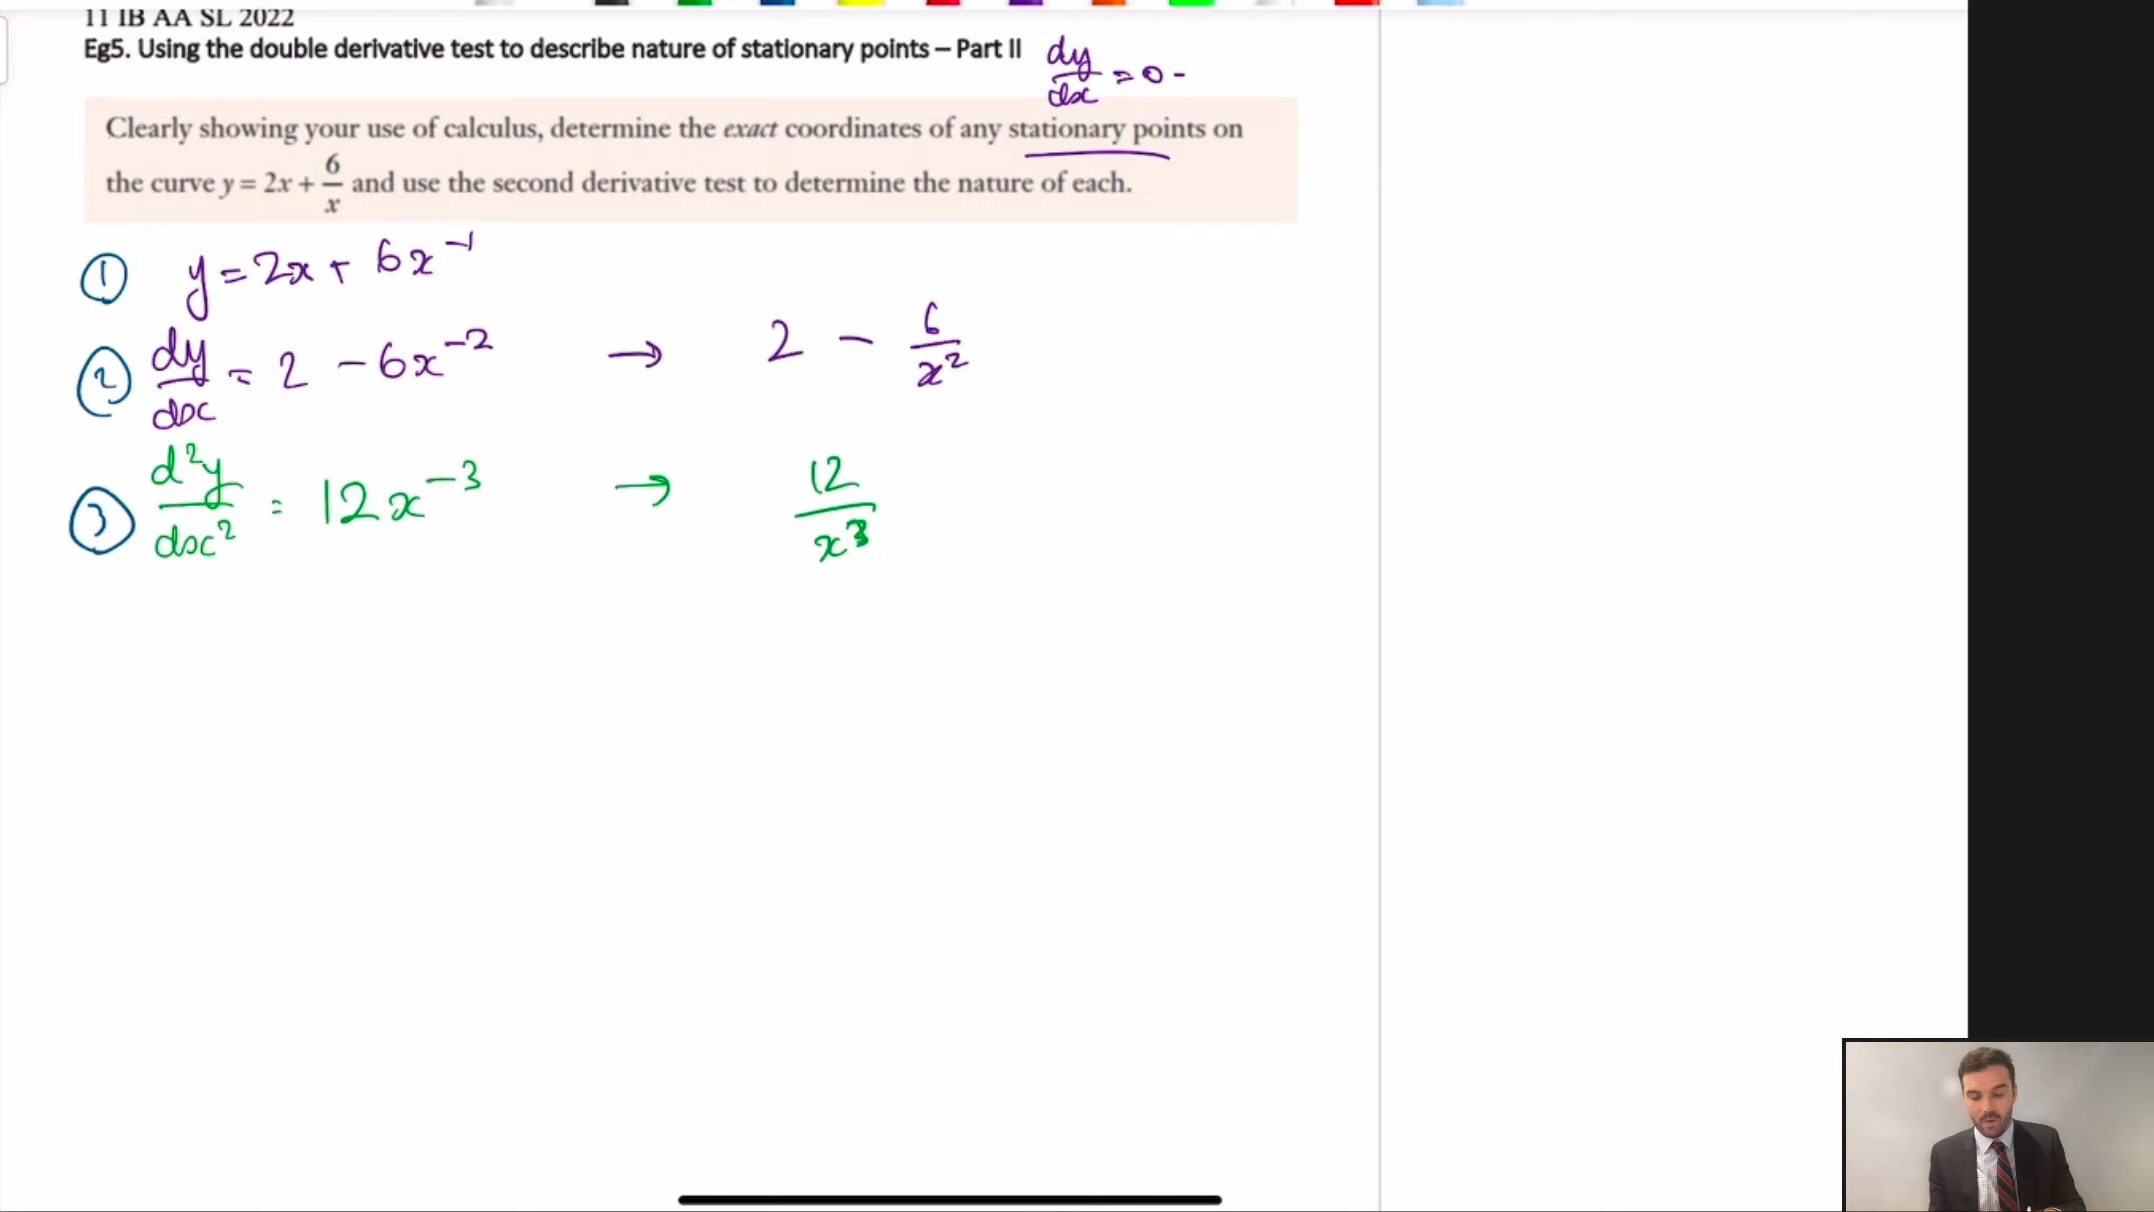 11 IB AA SL 2022
Eg5. Using the double derivative test to describe nature of stationary points – Part II
dy/dx = 0 -
Clearly showing your use of calculus, determine the exact coordinates of any stationary points on
the curve y = 2x + 6/x and use the second derivative test to determine the nature of each.
① y = 2x + 6x⁻¹
② dy/dx = 2 - 6x⁻² → 2 - 6/x²
③ d²y/dx² = 12x⁻³ → 12/x³